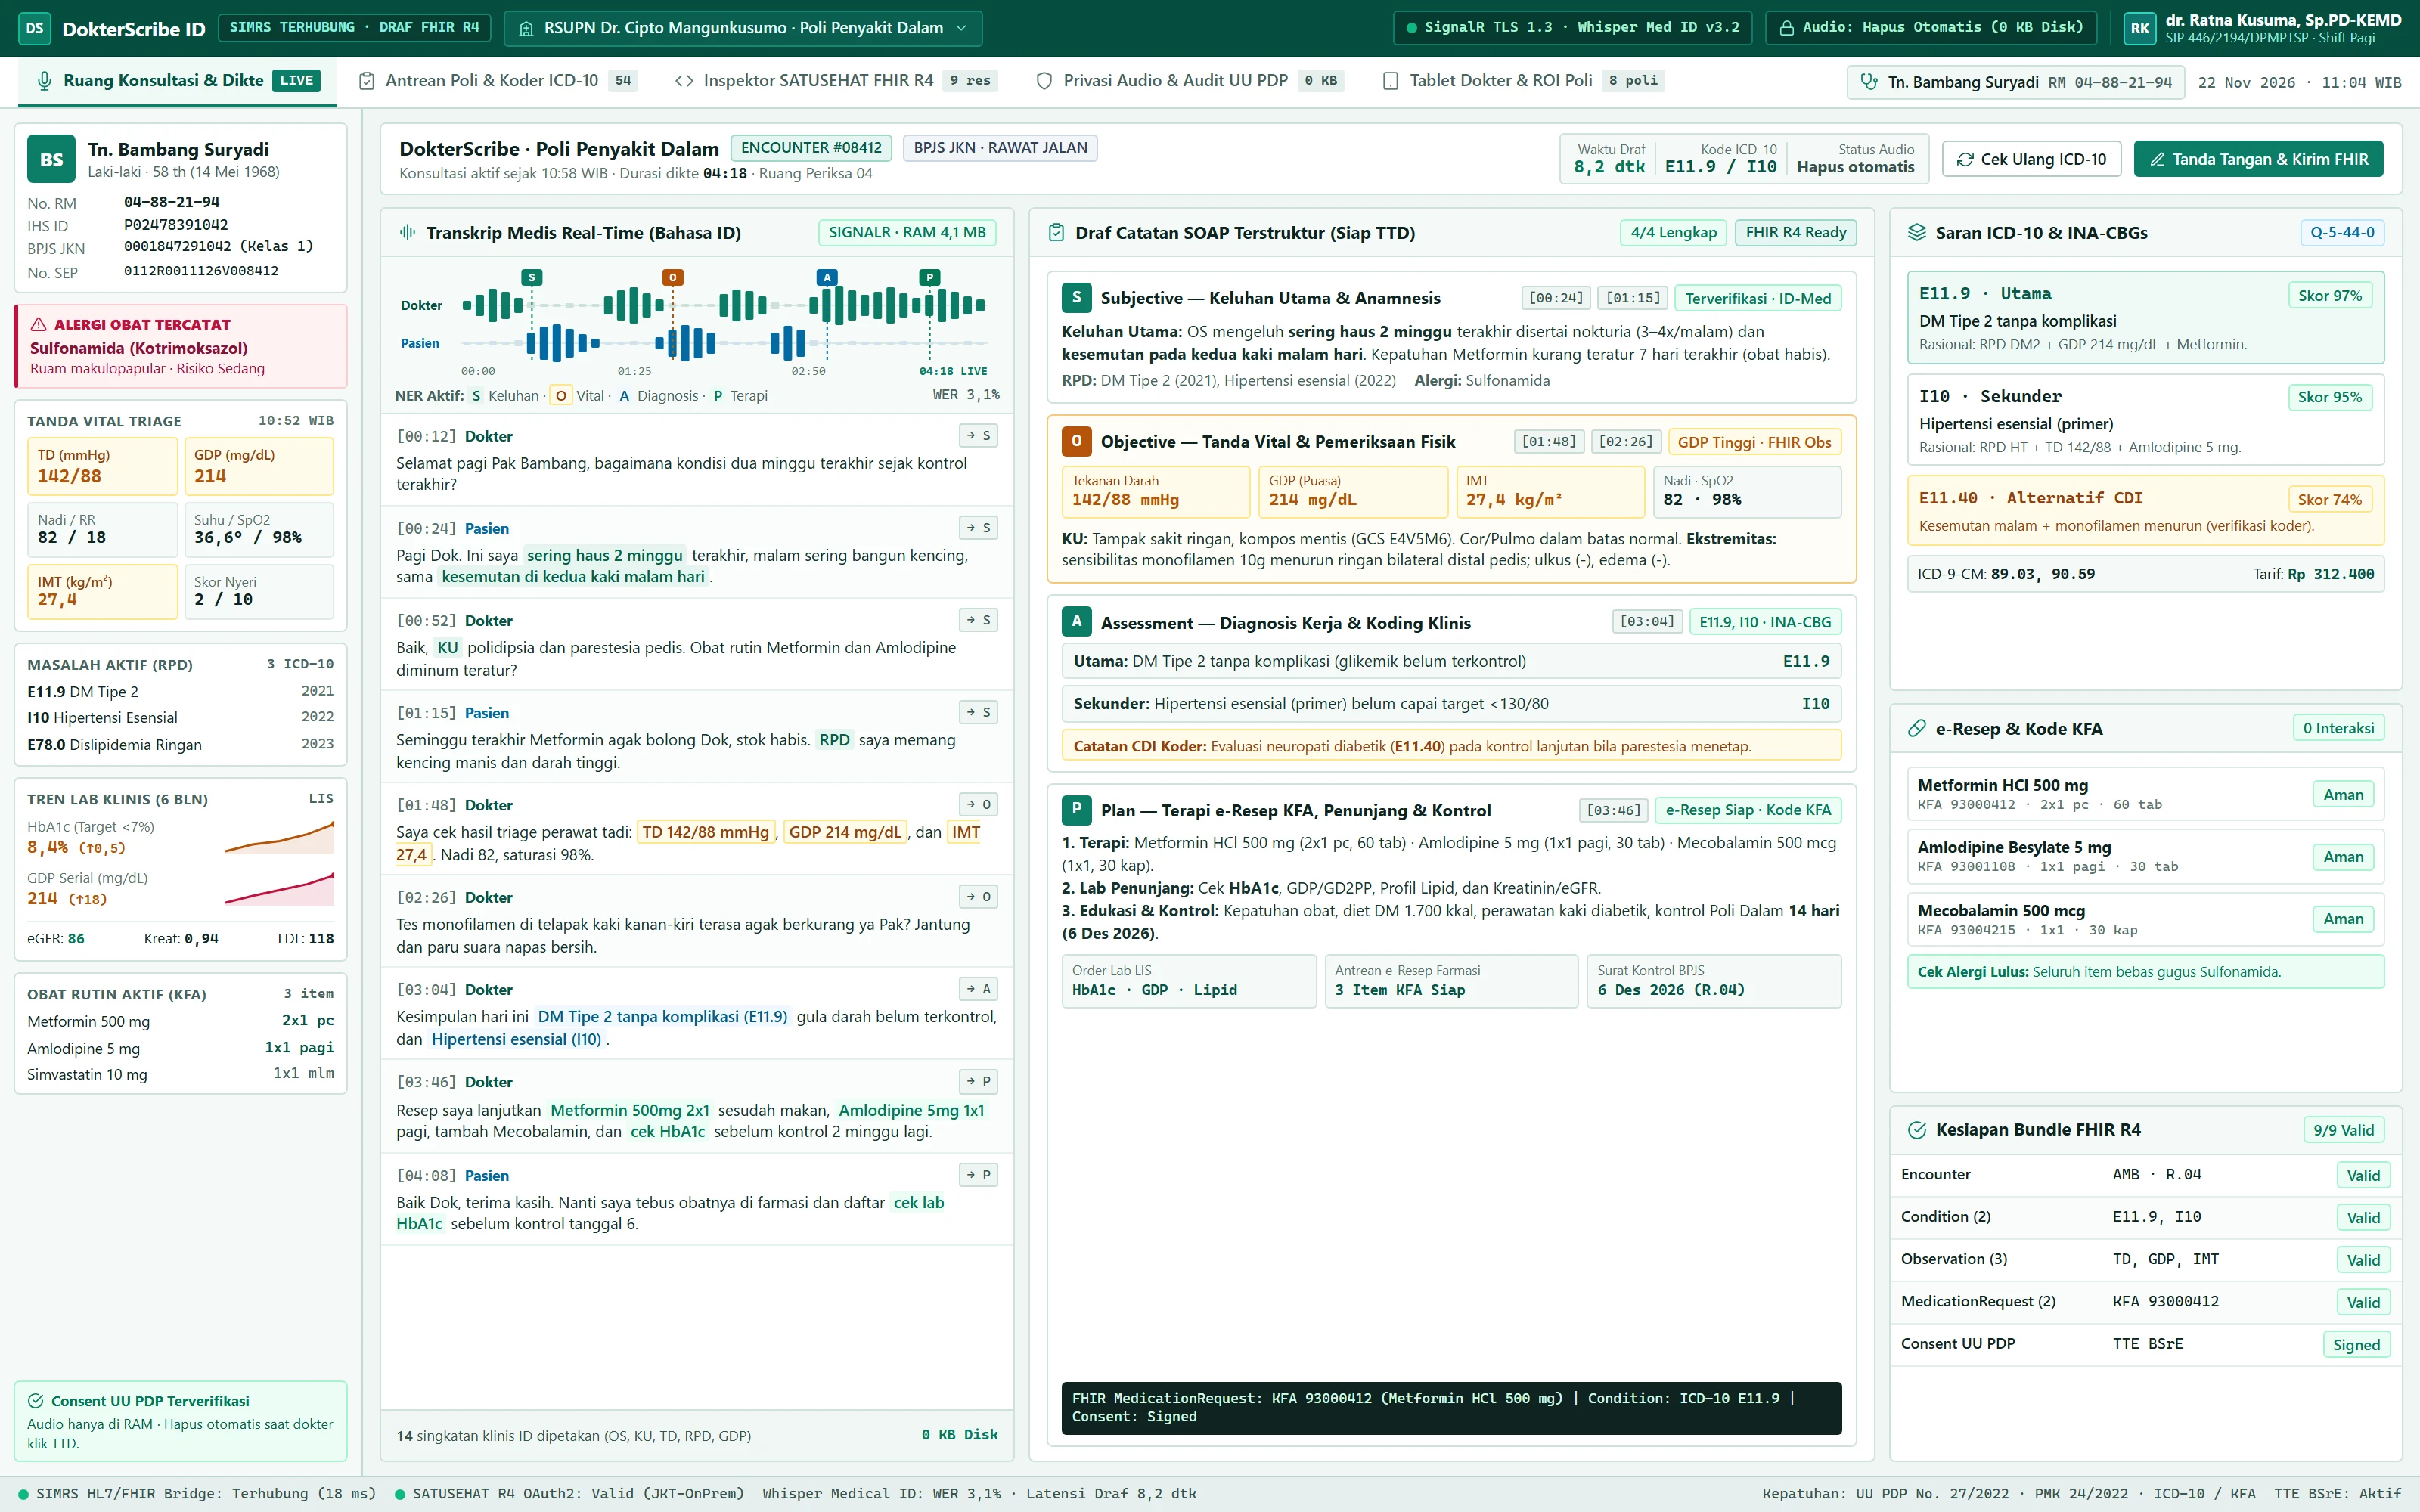 DS DokterScribe ID SIMRS TERHUBUNG · DRAF FHIR R4 RSUPN Dr. Cipto Mangunkusumo · Poli Penyakit Dalam SignalR TLS 1.3 · Whisper Med ID v3.2 Audio: Hapus Otomatis (0 KB Disk) RK dr. Ratna Kusuma, Sp.PD-KEMD
SIP 446/2194/DPMPTSP · Shift Pagi
Ruang Konsultasi & Dikte LIVE Antrean Poli & Koder ICD-10 54 Inspektor SATUSEHAT FHIR R4 9 res Privasi Audio & Audit UU PDP 0 KB Tablet Dokter & ROI Poli 8 poli Tn. Bambang Suryadi RM 04-88-21-94 22 Nov 2026 · 11:04 WIB
BS Tn. Bambang Suryadi
Laki-laki · 58 th (14 Mei 1968)
No. RM 04-88-21-94
IHS ID P02478391042
BPJS JKN 0001847291042 (Kelas 1)
No. SEP 0112R0011126V008412
ALERGI OBAT TERCATAT
Sulfonamida (Kotrimoksazol)
Ruam makulopapular · Risiko Sedang
TANDA VITAL TRIAGE 10:52 WIB
TD (mmHg) GDP (mg/dL)
142/88 214
Nadi / RR Suhu / SpO2
82 / 18 36,6° / 98%
IMT (kg/m²) Skor Nyeri
27,4 2 / 10
MASALAH AKTIF (RPD) 3 ICD-10
E11.9 DM Tipe 2 2021
I10 Hipertensi Esensial 2022
E78.0 Dislipidemia Ringan 2023
TREN LAB KLINIS (6 BLN) LIS
HbA1c (Target <7%)
8,4% (↑0,5)
GDP Serial (mg/dL)
214 (↑18)
eGFR: 86 Kreat: 0,94 LDL: 118
OBAT RUTIN AKTIF (KFA) 3 item
Metformin 500 mg 2x1 pc
Amlodipine 5 mg 1x1 pagi
Simvastatin 10 mg 1x1 mlm
Consent UU PDP Terverifikasi
Audio hanya di RAM · Hapus otomatis saat dokter
klik TTD.
DokterScribe · Poli Penyakit Dalam ENCOUNTER #08412 BPJS JKN · RAWAT JALAN
Konsultasi aktif sejak 10:58 WIB · Durasi dikte 04:18 · Ruang Periksa 04
Waktu Draf Kode ICD-10 Status Audio
8,2 dtk E11.9 / I10 Hapus otomatis
Cek Ulang ICD-10 Tanda Tangan & Kirim FHIR
Transkrip Medis Real-Time (Bahasa ID) SIGNALR · RAM 4,1 MB
S O A P
Dokter
Pasien
00:00 01:25 02:50 04:18 LIVE
NER Aktif: S Keluhan · O Vital · A Diagnosis · P Terapi WER 3,1%
[00:12] Dokter → S
Selamat pagi Pak Bambang, bagaimana kondisi dua minggu terakhir sejak kontrol
terakhir?
[00:24] Pasien → S
Pagi Dok. Ini saya sering haus 2 minggu terakhir, malam sering bangun kencing,
sama kesemutan di kedua kaki malam hari.
[00:52] Dokter → S
Baik, KU polidipsia dan parestesia pedis. Obat rutin Metformin dan Amlodipine
diminum teratur?
[01:15] Pasien → S
Seminggu terakhir Metformin agak bolong Dok, stok habis. RPD saya memang
kencing manis dan darah tinggi.
[01:48] Dokter → O
Saya cek hasil triage perawat tadi: TD 142/88 mmHg, GDP 214 mg/dL, dan IMT
27,4. Nadi 82, saturasi 98%.
[02:26] Dokter → O
Tes monofilamen di telapak kaki kanan-kiri terasa agak berkurang ya Pak? Jantung
dan paru suara napas bersih.
[03:04] Dokter → A
Kesimpulan hari ini DM Tipe 2 tanpa komplikasi (E11.9) gula darah belum terkontrol,
dan Hipertensi esensial (I10).
[03:46] Dokter → P
Resep saya lanjutkan Metformin 500mg 2x1 sesudah makan, Amlodipine 5mg 1x1
pagi, tambah Mecobalamin, dan cek HbA1c sebelum kontrol 2 minggu lagi.
[04:08] Pasien → P
Baik Dok, terima kasih. Nanti saya tebus obatnya di farmasi dan daftar cek lab
HbA1c sebelum kontrol tanggal 6.
14 singkatan klinis ID dipetakan (OS, KU, TD, RPD, GDP) 0 KB Disk
Draf Catatan SOAP Terstruktur (Siap TTD) 4/4 Lengkap FHIR R4 Ready
S Subjective — Keluhan Utama & Anamnesis [00:24] [01:15] Terverifikasi · ID-Med
Keluhan Utama: OS mengeluh sering haus 2 minggu terakhir disertai nokturia (3–4x/malam) dan
kesemutan pada kedua kaki malam hari. Kepatuhan Metformin kurang teratur 7 hari terakhir (obat habis).
RPD: DM Tipe 2 (2021), Hipertensi esensial (2022) Alergi: Sulfonamida
O Objective — Tanda Vital & Pemeriksaan Fisik [01:48] [02:26] GDP Tinggi · FHIR Obs
Tekanan Darah GDP (Puasa) IMT Nadi · SpO2
142/88 mmHg 214 mg/dL 27,4 kg/m² 82 · 98%
KU: Tampak sakit ringan, kompos mentis (GCS E4V5M6). Cor/Pulmo dalam batas normal. Ekstremitas:
sensibilitas monofilamen 10g menurun ringan bilateral distal pedis; ulkus (-), edema (-).
A Assessment — Diagnosis Kerja & Koding Klinis [03:04] E11.9, I10 · INA-CBG
Utama: DM Tipe 2 tanpa komplikasi (glikemik belum terkontrol) E11.9
Sekunder: Hipertensi esensial (primer) belum capai target <130/80 I10
Catatan CDI Koder: Evaluasi neuropati diabetik (E11.40) pada kontrol lanjutan bila parestesia menetap.
P Plan — Terapi e-Resep KFA, Penunjang & Kontrol [03:46] e-Resep Siap · Kode KFA
1. Terapi: Metformin HCl 500 mg (2x1 pc, 60 tab) · Amlodipine 5 mg (1x1 pagi, 30 tab) · Mecobalamin 500 mcg
(1x1, 30 kap).
2. Lab Penunjang: Cek HbA1c, GDP/GD2PP, Profil Lipid, dan Kreatinin/eGFR.
3. Edukasi & Kontrol: Kepatuhan obat, diet DM 1.700 kkal, perawatan kaki diabetik, kontrol Poli Dalam 14 hari
(6 Des 2026).
Order Lab LIS Antrean e-Resep Farmasi Surat Kontrol BPJS
HbA1c · GDP · Lipid 3 Item KFA Siap 6 Des 2026 (R.04)
FHIR MedicationRequest: KFA 93000412 (Metformin HCl 500 mg) | Condition: ICD-10 E11.9 |
Consent: Signed
Saran ICD-10 & INA-CBGs Q-5-44-0
E11.9 · Utama Skor 97%
DM Tipe 2 tanpa komplikasi
Rasional: RPD DM2 + GDP 214 mg/dL + Metformin.
I10 · Sekunder Skor 95%
Hipertensi esensial (primer)
Rasional: RPD HT + TD 142/88 + Amlodipine 5 mg.
E11.40 · Alternatif CDI Skor 74%
Kesemutan malam + monofilamen menurun (verifikasi koder).
ICD-9-CM: 89.03, 90.59 Tarif: Rp 312.400
e-Resep & Kode KFA 0 Interaksi
Metformin HCl 500 mg Aman
KFA 93000412 · 2x1 pc · 60 tab
Amlodipine Besylate 5 mg Aman
KFA 93001108 · 1x1 pagi · 30 tab
Mecobalamin 500 mcg Aman
KFA 93004215 · 1x1 · 30 kap
Cek Alergi Lulus: Seluruh item bebas gugus Sulfonamida.
Kesiapan Bundle FHIR R4 9/9 Valid
Encounter AMB · R.04 Valid
Condition (2) E11.9, I10 Valid
Observation (3) TD, GDP, IMT Valid
MedicationRequest (2) KFA 93000412 Valid
Consent UU PDP TTE BSrE Signed
SIMRS HL7/FHIR Bridge: Terhubung (18 ms) SATUSEHAT R4 OAuth2: Valid (JKT-OnPrem) Whisper Medical ID: WER 3,1% · Latensi Draf 8,2 dtk Kepatuhan: UU PDP No. 27/2022 · PMK 24/2022 · ICD-10 / KFA TTE BSrE: Aktif